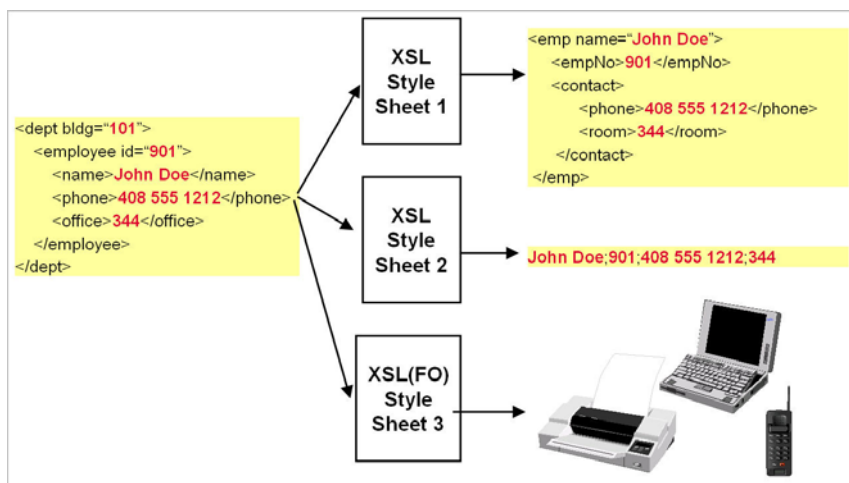 <dept bldg=“101”>
<employee id=“901”>
<name>John Doe</name>
<phone>408 555 1212</phone>
<office>344</office>
</employee>
</dept>
XSL
Style
Sheet 1
<emp name=“John Doe”>
<empNo>901</empNo>
<contact>
<phone>408 555 1212</phone>
<room>344</room>
</contact>
</emp>
XSL
Style
Sheet 2
John Doe;901;408 555 1212;344
XSL(FO)
Style
Sheet 3